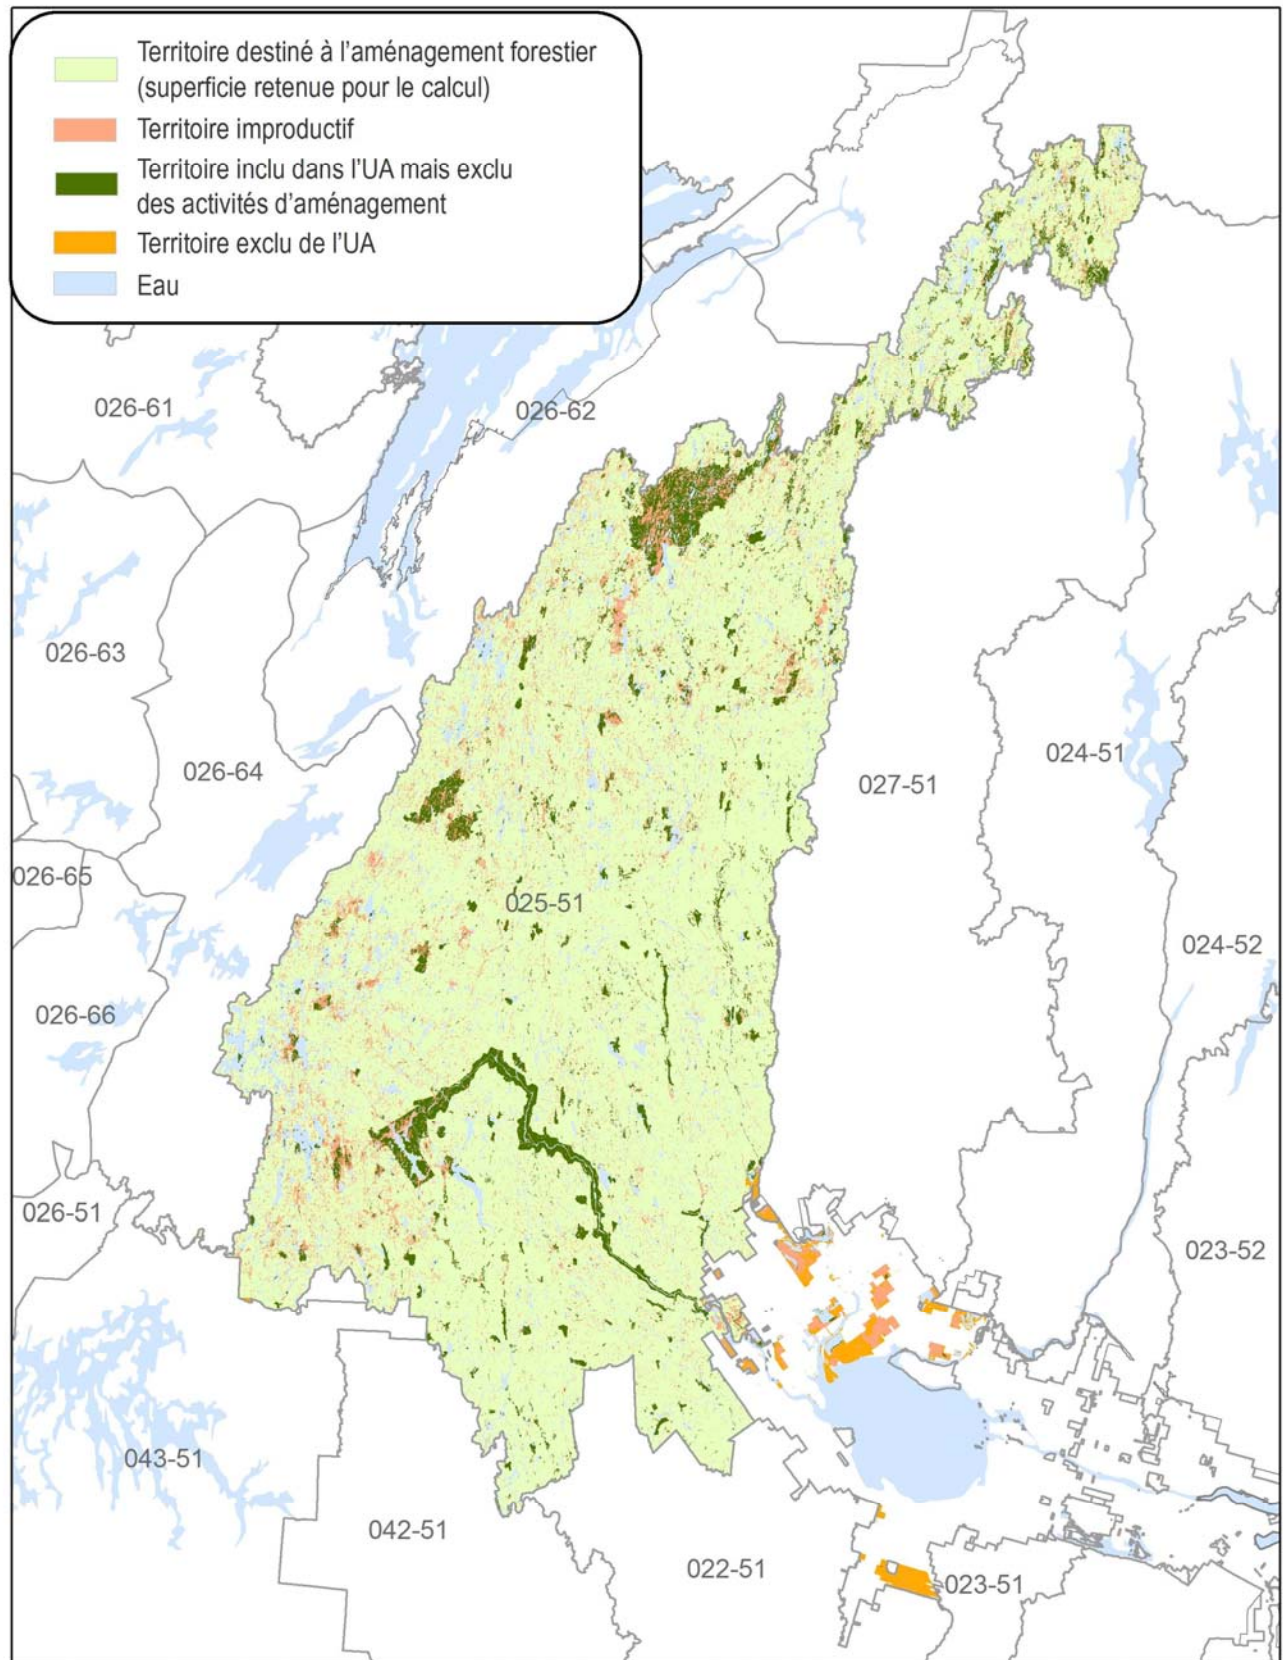 Territoire destiné à l'aménagement forestier
(superficie retenue pour le calcul)
Territoire improductif
Territoire inclu dans l'UA mais exclu
des activités d'aménagement
Territoire exclu de l'UA
Eau
026-61
026-62
026-63
026-64
024-51
027-51
026-65
025-51
024-52
026-66
026-51
023-52
043-51
042-51
022-51
023-51